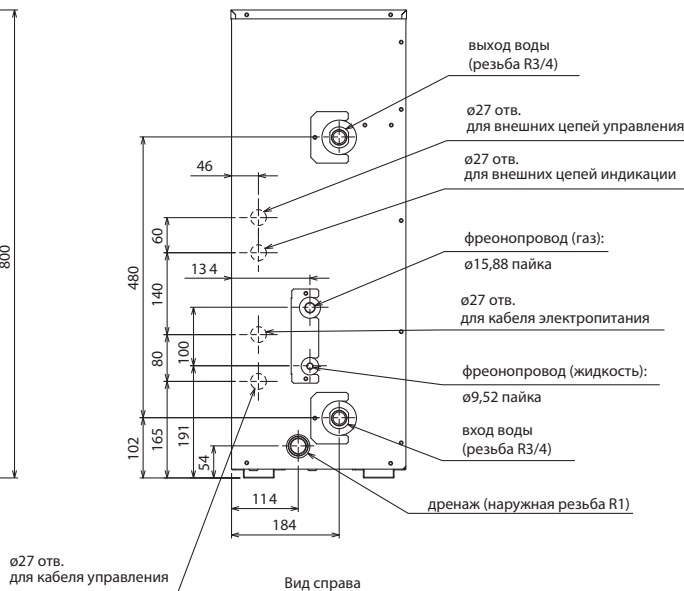 выход воды
(резьба R3/4)
ø27 отв.
для внешних цепей управления
ø27 отв.
для внешних цепей индикации
46
60
800
480
134
фреонопровод (газ):
ø15,88 пайка
140
100
ø27 отв.
для кабеля электропитания
80
фреонопровод (жидкость):
ø9,52 пайка
102
165
191
54
вход воды
(резьба R3/4)
114
184
дренаж (наружная резьба R1)
ø27 отв.
для кабеля управления
Вид справа